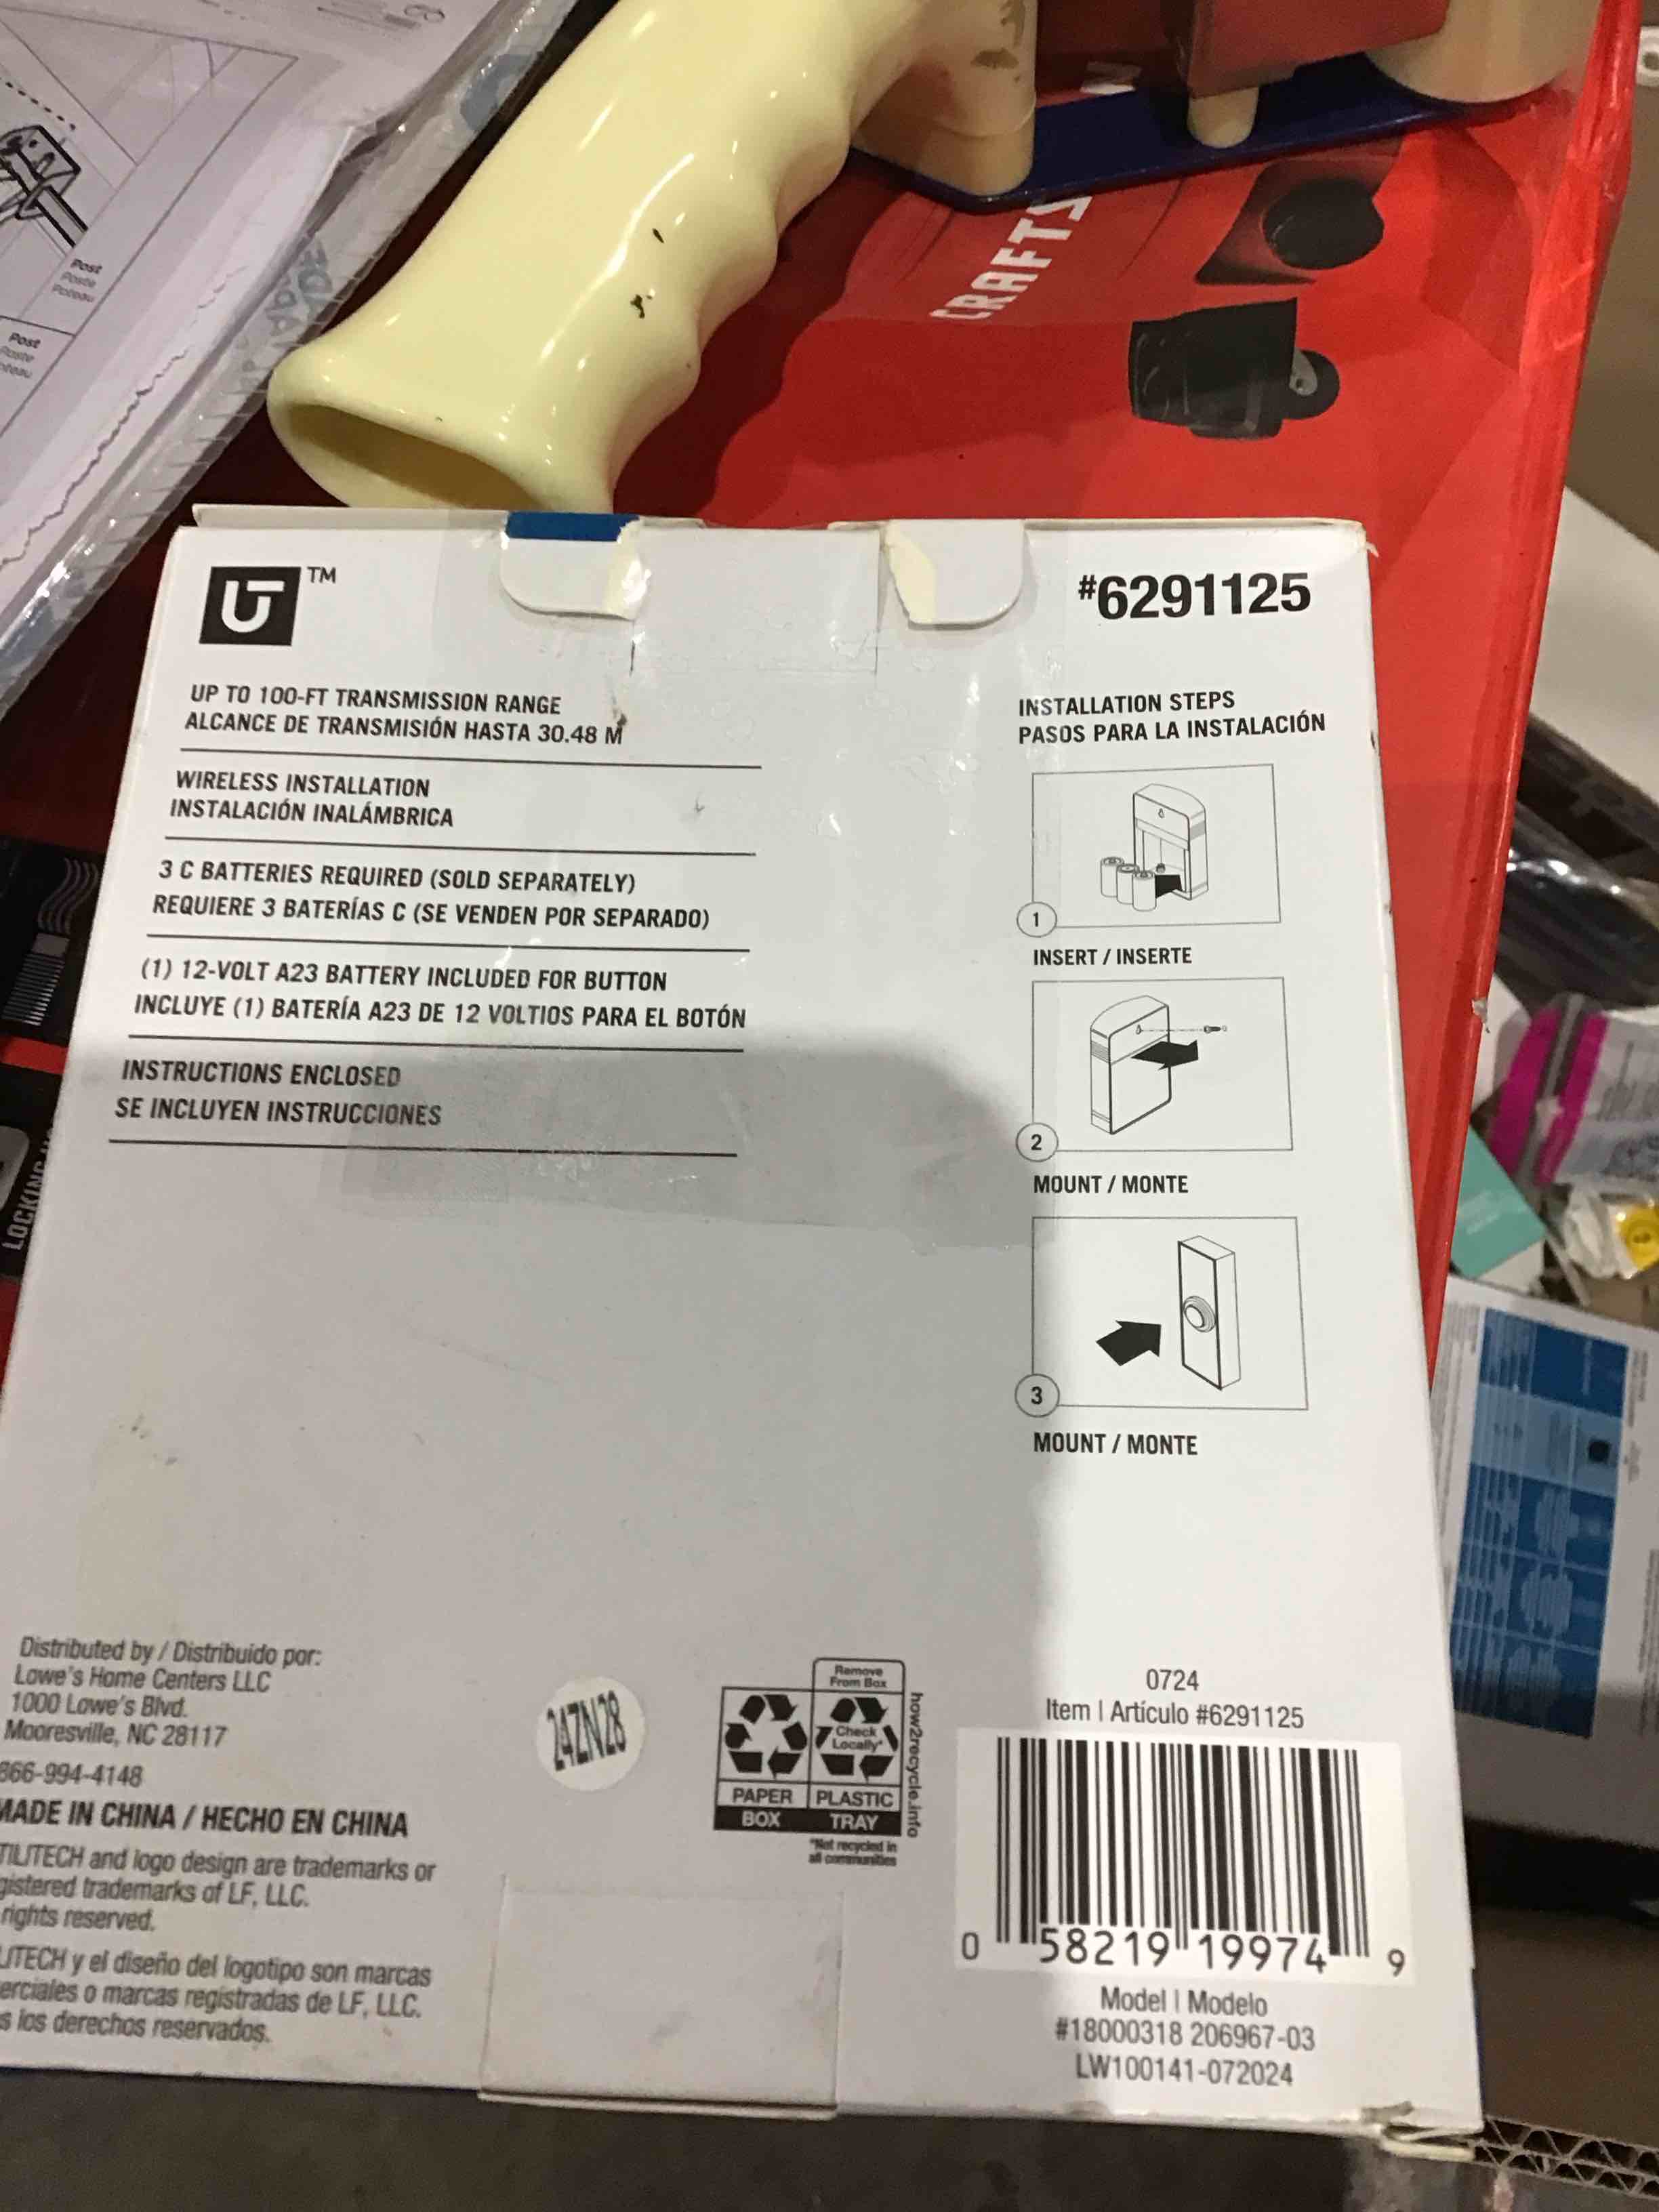 Post
Poste
Poteau
Post
Poste
CRAFTS
N
LOCKING
UT ™
#6291125
UP TO 100-FT TRANSMISSION RANGE
ALCANCE DE TRANSMISIÓN HASTA 30.48 M
WIRELESS INSTALLATION
INSTALACIÓN INALÁMBRICA
3 C BATTERIES REQUIRED (SOLD SEPARATELY)
REQUIERE 3 BATERÍAS C (SE VENDEN POR SEPARADO)
(1) 12-VOLT A23 BATTERY INCLUDED FOR BUTTON
INCLUYE (1) BATERÍA A23 DE 12 VOLTIOS PARA EL BOTÓN
INSTRUCTIONS ENCLOSED
SE INCLUYEN INSTRUCCIONES
INSTALLATION STEPS
PASOS PARA LA INSTALACIÓN
1
INSERT / INSERTE
2
MOUNT / MONTE
3
MOUNT / MONTE
Distributed by / Distribuido por:
Lowe's Home Centers LLC
1000 Lowe's Blvd.
Mooresville, NC 28117
866-994-4148
MADE IN CHINA / HECHO EN CHINA
TILITECH and logo design are trademarks or
gistered trademarks of LF, LLC.
rights reserved.
LITECH y el diseño del logotipo son marcas
erciales o marcas registradas de LF, LLC.
s los derechos reservados.
24ZN28
Remove
From Box
Check
Locally*
PAPER
BOX
PLASTIC
TRAY
*Not recycled in
all communities
how2recycle.info
0724
Item | Artículo #6291125
0 58219 19974 9
Model | Modelo
#18000318 206967-03
LW100141-072024